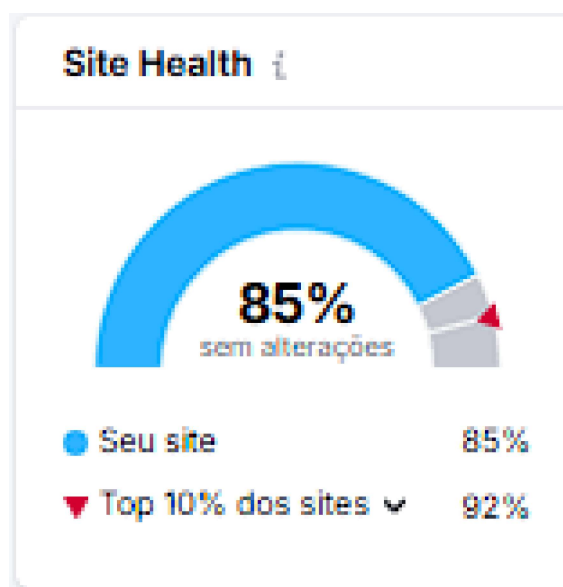 Site Health i
85%
sem alterações
Seu site 85%
Top 10% dos sites 92%